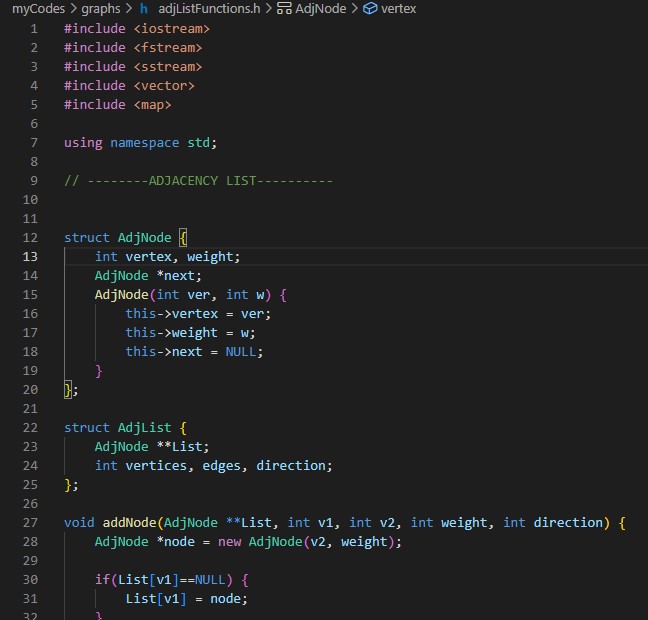 myCodes > graphs > h adjListFunctions.h > AdjNode > vertex
1 #include <iostream>
2 #include <fstream>
3 #include <sstream>
4 #include <vector>
5 #include <map>
6
7 using namespace std;
8
9 // --------ADJACENCY LIST----------
10
11
12 struct AdjNode {
13     int vertex, weight;
14     AdjNode *next;
15     AdjNode(int ver, int w) {
16         this->vertex = ver;
17         this->weight = w;
18         this->next = NULL;
19     }
20 };
21
22 struct AdjList {
23     AdjNode **List;
24     int vertices, edges, direction;
25 };
26
27 void addNode(AdjNode **List, int v1, int v2, int weight, int direction) {
28     AdjNode *node = new AdjNode(v2, weight);
29
30     if(List[v1]==NULL) {
31         List[v1] = node;
32     }